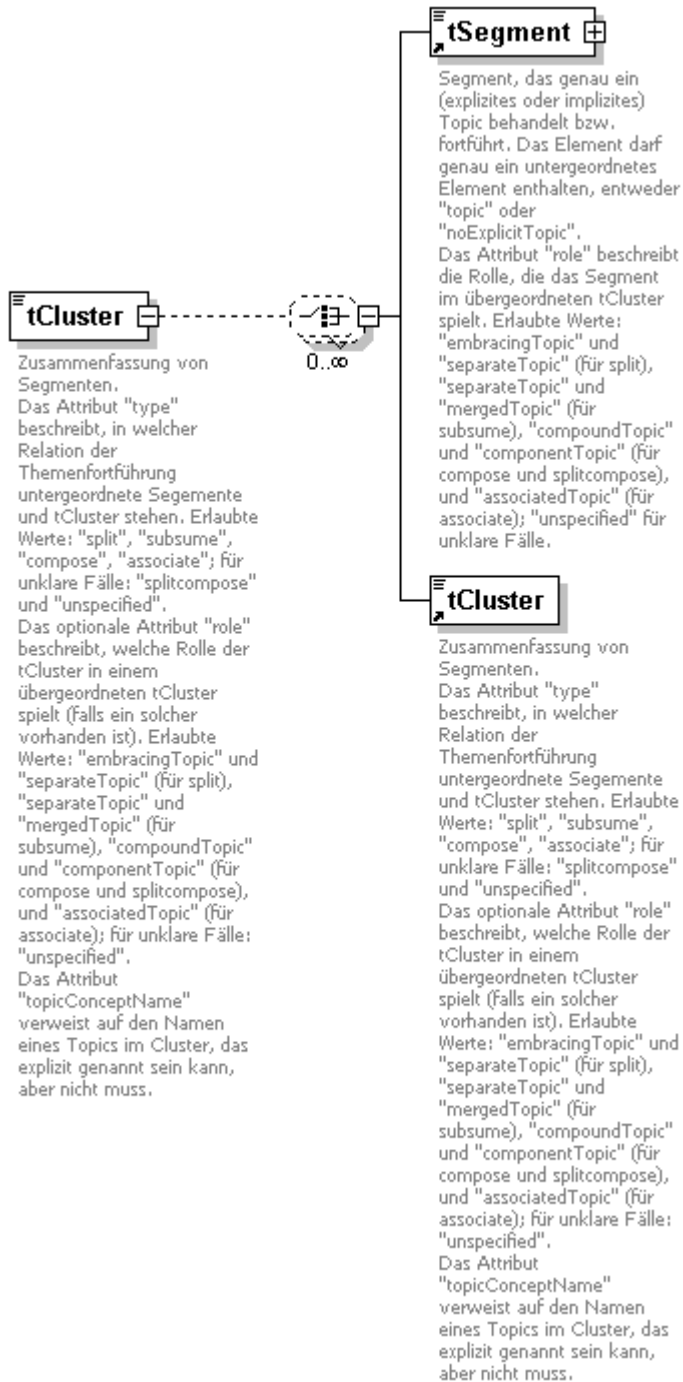 tSegment
Segment, das genau ein
(explizites oder implizites)
Topic behandelt bzw.
fortführt. Das Element darf
genau ein untergeordnetes
Element enthalten, entweder
"topic" oder
"noExplicitTopic".
Das Attribut "role" beschreibt
die Rolle, die das Segment
im übergeordneten tCluster
spielt. Erlaubte Werte:
"embracingTopic" und
"separateTopic" (für split),
"separateTopic" und
"mergedTopic" (für
subsume), "compoundTopic"
und "componentTopic" (für
compose und splitcompose),
und "associatedTopic" (für
associate); "unspecified" für
unklare Fälle.
tCluster
0..∞
Zusammenfassung von
Segmenten.
Das Attribut "type"
beschreibt, in welcher
Relation der
Themenfortführung
untergeordnete Segemente
und tCluster stehen. Erlaubte
Werte: "split", "subsume",
"compose", "associate"; für
unklare Fälle: "splitcompose"
und "unspecified".
Das optionale Attribut "role"
beschreibt, welche Rolle der
tCluster in einem
übergeordneten tCluster
spielt (falls ein solcher
vorhanden ist). Erlaubte
Werte: "embracingTopic" und
"separateTopic" (für split),
"separateTopic" und
"mergedTopic" (für
subsume), "compoundTopic"
und "componentTopic" (für
compose und splitcompose),
und "associatedTopic" (für
associate); für unklare Fälle:
"unspecified".
Das Attribut
"topicConceptName"
verweist auf den Namen
eines Topics im Cluster, das
explizit genannt sein kann,
aber nicht muss.
tCluster
Zusammenfassung von
Segmenten.
Das Attribut "type"
beschreibt, in welcher
Relation der
Themenfortführung
untergeordnete Segemente
und tCluster stehen. Erlaubte
Werte: "split", "subsume",
"compose", "associate"; für
unklare Fälle: "splitcompose"
und "unspecified".
Das optionale Attribut "role"
beschreibt, welche Rolle der
tCluster in einem
übergeordneten tCluster
spielt (falls ein solcher
vorhanden ist). Erlaubte
Werte: "embracingTopic" und
"separateTopic" (für split),
"separateTopic" und
"mergedTopic" (für
subsume), "compoundTopic"
und "componentTopic" (für
compose und splitcompose),
und "associatedTopic" (für
associate); für unklare Fälle:
"unspecified".
Das Attribut
"topicConceptName"
verweist auf den Namen
eines Topics im Cluster, das
explizit genannt sein kann,
aber nicht muss.